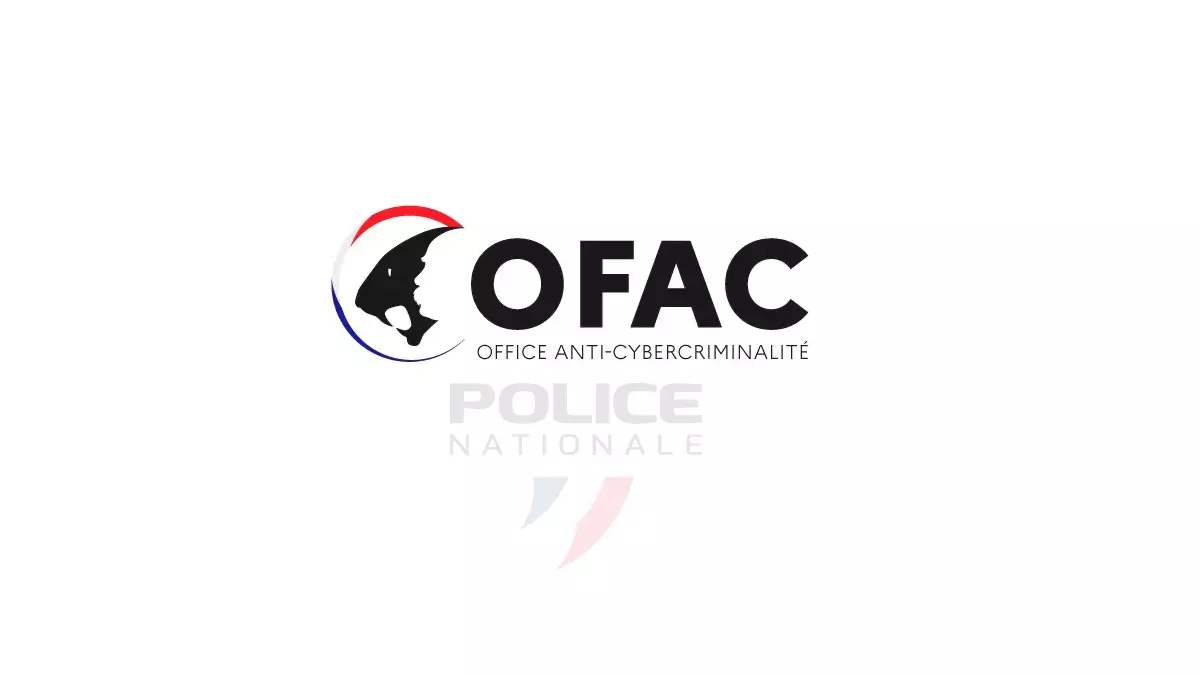 OFAC
OFFICE ANTI-CYBERCRIMINALITÉ
POLICE
NATIONALE